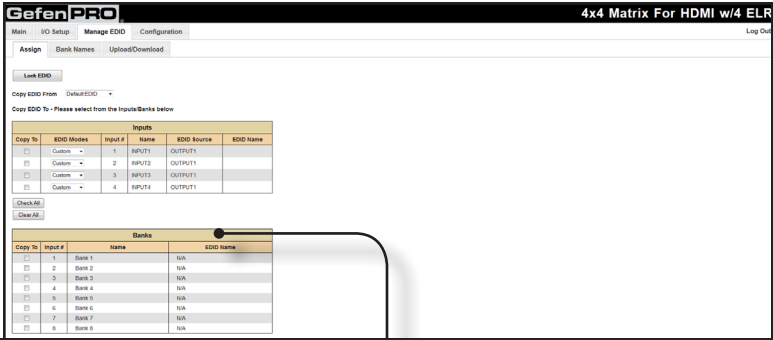 Gefen PRO
4x4 Matrix For HDMI w/4 ELR
Main I/O Setup Manage EDID Configuration
Log Out
Assign Bank Names Upload/Download
Lock EDID
Copy EDID From Default EDID
Copy EDID To - Please select from the Inputs/Banks below
Inputs
Copy To EDID Modes Input # Name EDID Source EDID Name
Custom 1 INPUT1 OUTPUT1
Custom 2 INPUT2 OUTPUT1
Custom 3 INPUT3 OUTPUT1
Custom 4 INPUT4 OUTPUT1
Check All
Clear All
Banks
Copy To Input # Name EDID Name
1 Bank 1 N/A
2 Bank 2 N/A
3 Bank 3 N/A
4 Bank 4 N/A
5 Bank 5 N/A
6 Bank 6 N/A
7 Bank 7 N/A
8 Bank 8 N/A